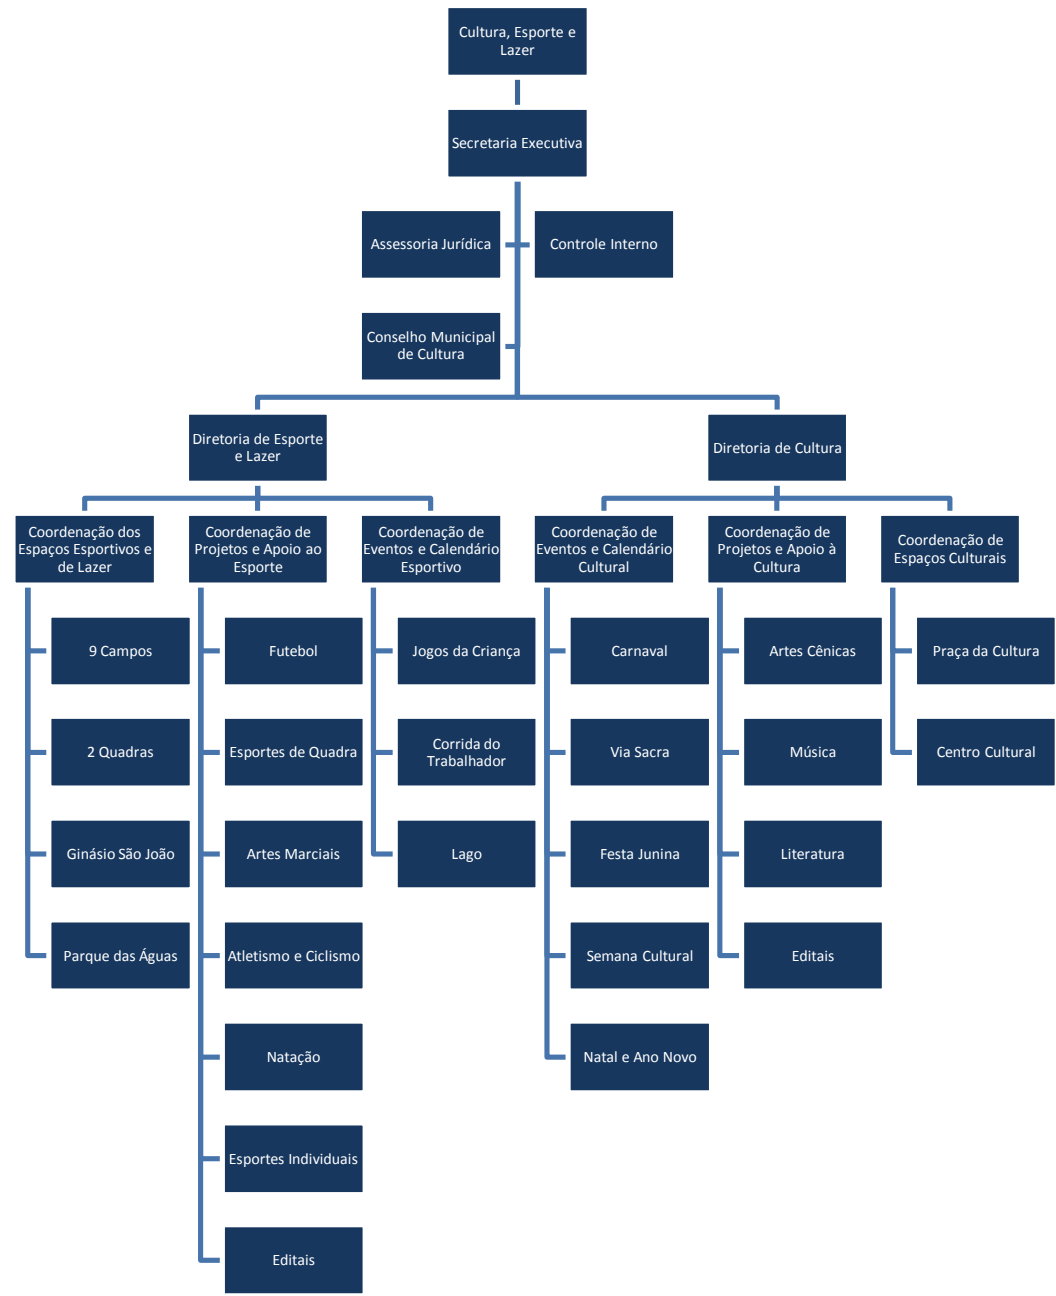 Cultura, Esporte e
Lazer
Secretaria Executiva
Assessoria Jurídica
Controle Interno
Conselho Municipal
de Cultura
Diretoria de Esporte
e Lazer
Diretoria de Cultura
Coordenação dos
Espaços Esportivos e
de Lazer
Coordenação de
Projetos e Apoio ao
Esporte
Coordenação de
Eventos e Calendário
Esportivo
Coordenação de
Eventos e Calendário
Cultural
Coordenação de
Projetos e Apoio à
Cultura
Coordenação de
Espaços Culturais
9 Campos
2 Quadras
Ginásio São João
Parque das Águas
Futebol
Esportes de Quadra
Artes Marciais
Atletismo e Ciclismo
Natação
Esportes Individuais
Editais
Jogos da Criança
Corrida do
Trabalhador
Lago
Carnaval
Via Sacra
Festa Junina
Semana Cultural
Natal e Ano Novo
Artes Cênicas
Música
Literatura
Editais
Praça da Cultura
Centro Cultural